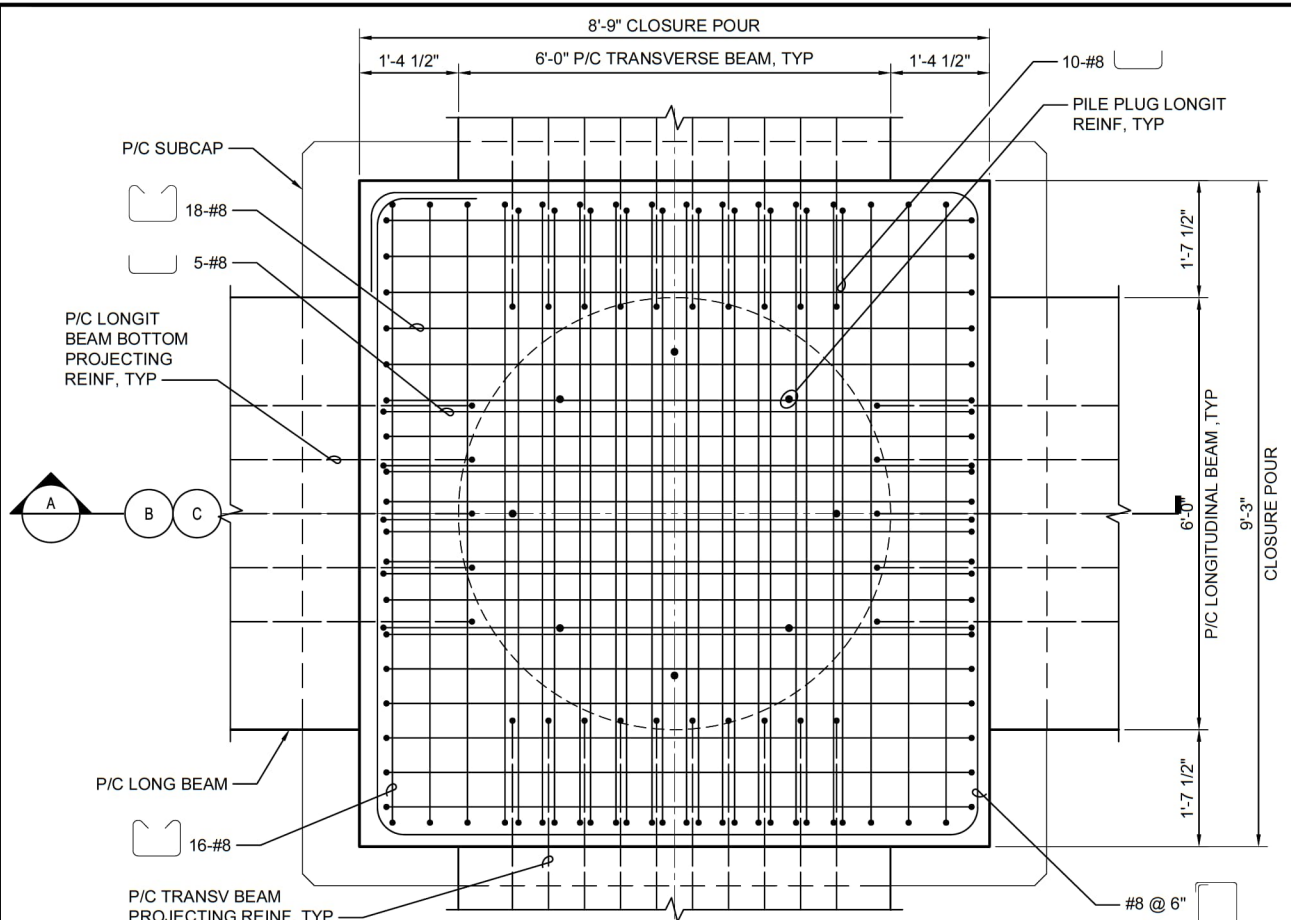 8'-9" CLOSURE POUR
1'-4 1/2"
6'-0" P/C TRANSVERSE BEAM, TYP
1'-4 1/2"
10-#8
PILE PLUG LONGIT
REINF, TYP
P/C SUBCAP
18-#8
5-#8
P/C LONGIT
BEAM BOTTOM
PROJECTING
REINF, TYP
1'-7 1/2"
A
B
C
6'-0"
P/C LONGITUDINAL BEAM ,TYP
9'-3"
CLOSURE POUR
P/C LONG BEAM
1'-7 1/2"
16-#8
P/C TRANSV BEAM
PROJECTING REINF, TYP
#8 @ 6"